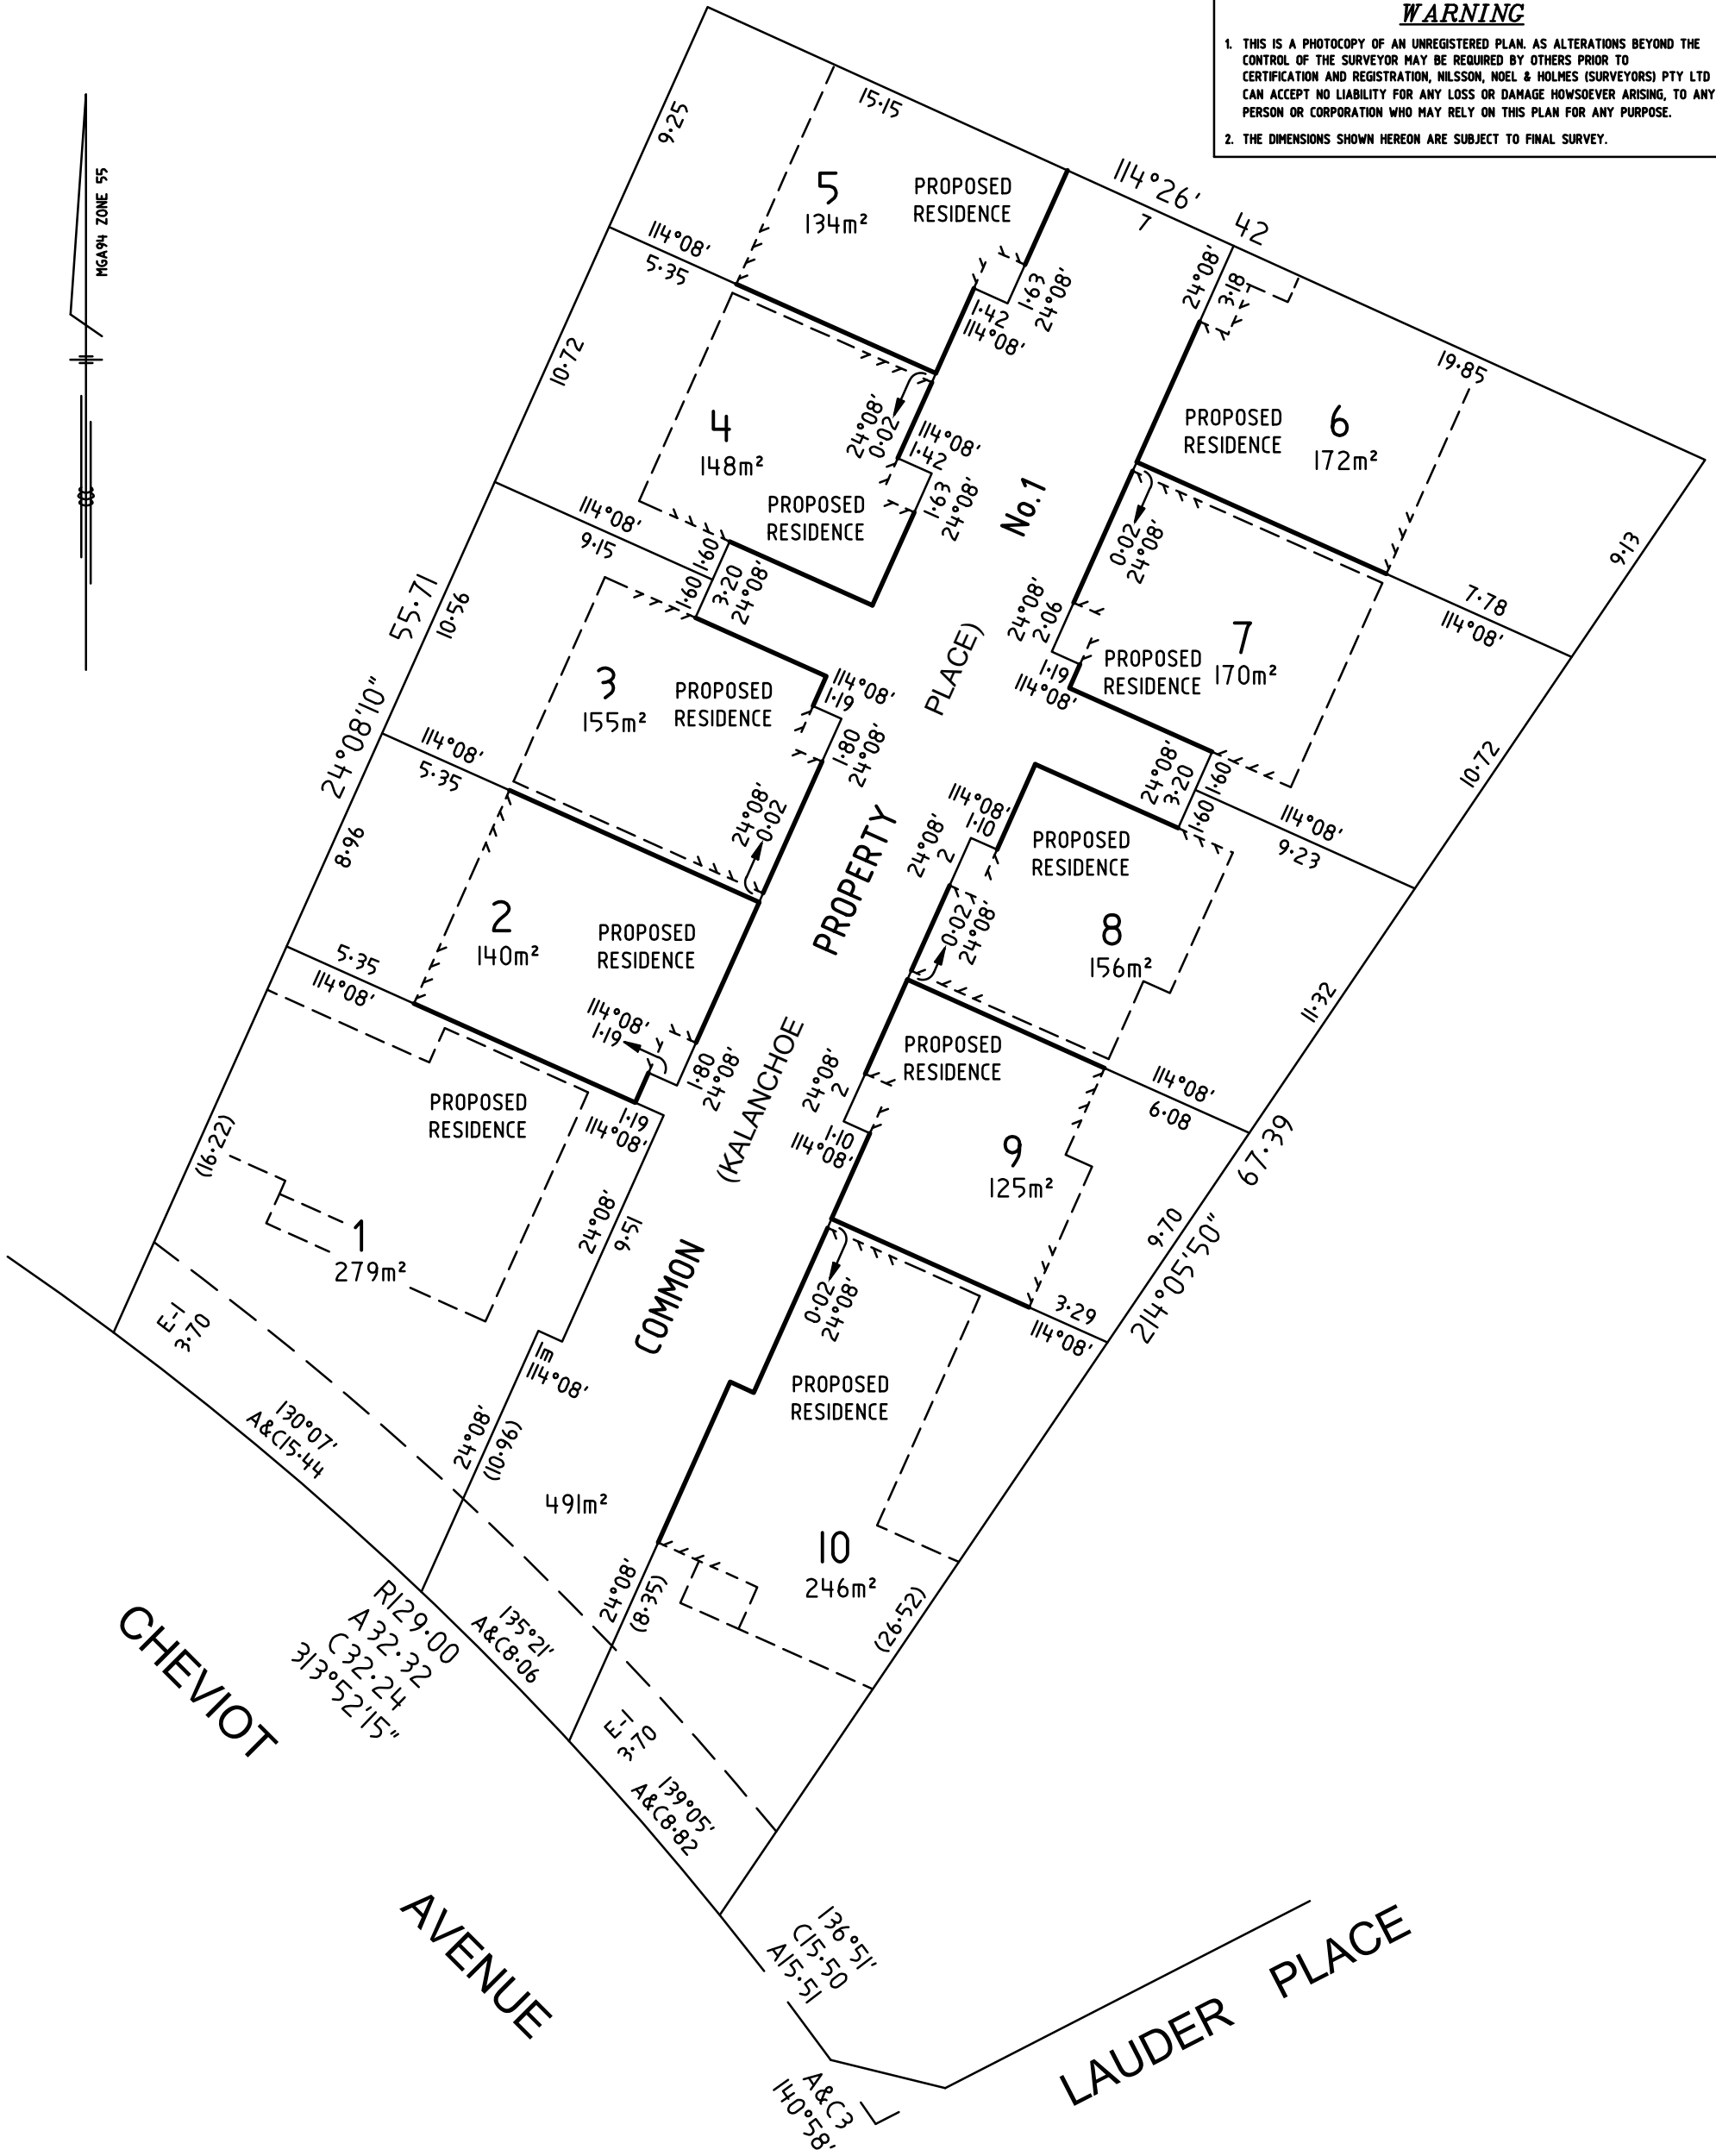 WARNING
1. THIS IS A PHOTOCOPY OF AN UNREGISTERED PLAN. AS ALTERATIONS BEYOND THE
CONTROL OF THE SURVEYOR MAY BE REQUIRED BY OTHERS PRIOR TO
CERTIFICATION AND REGISTRATION, NILSSON, NOEL & HOLMES (SURVEYORS) PTY LTD
CAN ACCEPT NO LIABILITY FOR ANY LOSS OR DAMAGE HOWSOEVER ARISING, TO ANY
PERSON OR CORPORATION WHO MAY RELY ON THIS PLAN FOR ANY PURPOSE.
2. THE DIMENSIONS SHOWN HEREON ARE SUBJECT TO FINAL SURVEY.
MGA94 ZONE 55
15·15
9·25
114°26'
7
42
5
134m²
PROPOSED
RESIDENCE
114°08'
5·35
1·63
24°08'
1·42
114°08'
24°08'
3·18
19·85
10·72
4
148m²
PROPOSED
RESIDENCE
24°08'
0·02
114°08'
1·42
1·63
24°08'
No.1
PROPOSED
RESIDENCE
6
172m²
9·13
114°08'
9·15
1·60
1·60
3·20
24°08'
0·02
24°08'
7·78
114°08'
55·71
10·56
24°08'10"
3
155m²
PROPOSED
RESIDENCE
114°08'
1·19
1·80
24°08'
PLACE)
24°08'
2·06
1·19
114°08'
PROPOSED
RESIDENCE
7
170m²
10·72
114°08'
5·35
24°08'
0·02
24°08'
3·20
1·60
1·60
114°08'
9·23
8·96
2
140m²
PROPOSED
RESIDENCE
PROPERTY
114°08'
1·10
24°08'
2
PROPOSED
RESIDENCE
8
156m²
0·02
24°08'
11·32
5·35
114°08'
114°08'
1·19
1·80
24°08'
1·19
114°08'
(KALANCHOE
24°08'
2
1·10
114°08'
PROPOSED
RESIDENCE
9
125m²
114°08'
6·08
67·39
9·70
214°05'50"
PROPOSED
RESIDENCE
(16·22)
1
279m²
24°08'
9·51
COMMON
0·02
24°08'
3·29
114°08'
E-1
3·70
1m
114°08'
PROPOSED
RESIDENCE
130°07'
A&C15·44
24°08'
(10·96)
491m²
10
246m²
24°08'
(8·35)
(26·52)
R129·00
A32·32
C32·24
313°52'15"
135°21'
A&C8·06
E-1
3·70
139°05'
A&C8·82
CHEVIOT
AVENUE
136°51'
C15·50
A15·51
LAUDER PLACE
A&C3
140°58'